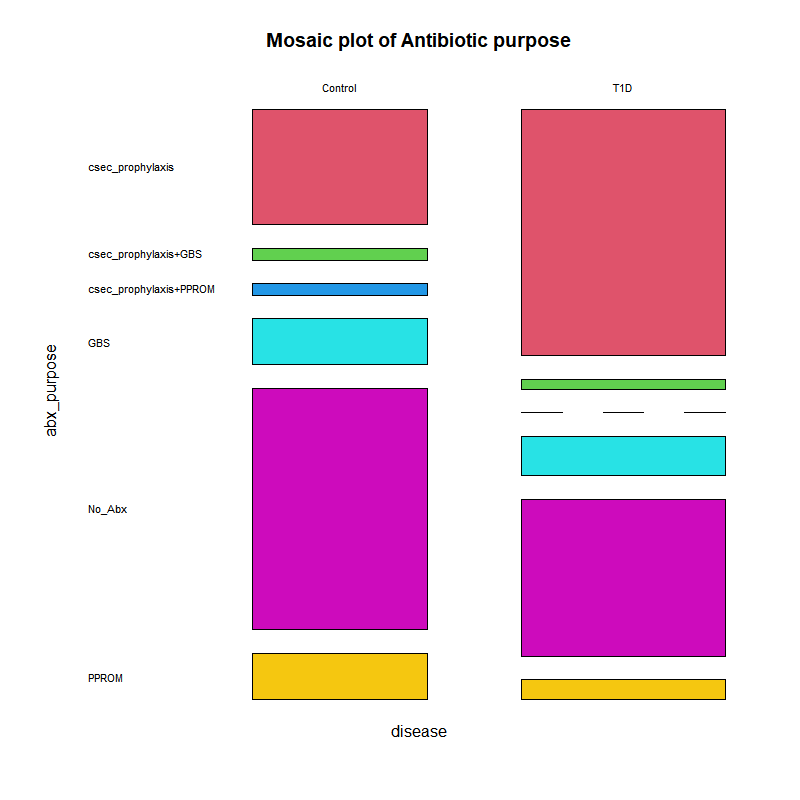 Mosaic plot of Antibiotic purpose
Control
T1D
csec_prophylaxis
csec_prophylaxis+GBS
csec_prophylaxis+PPROM
GBS
abx_purpose
No_Abx
PPROM
disease